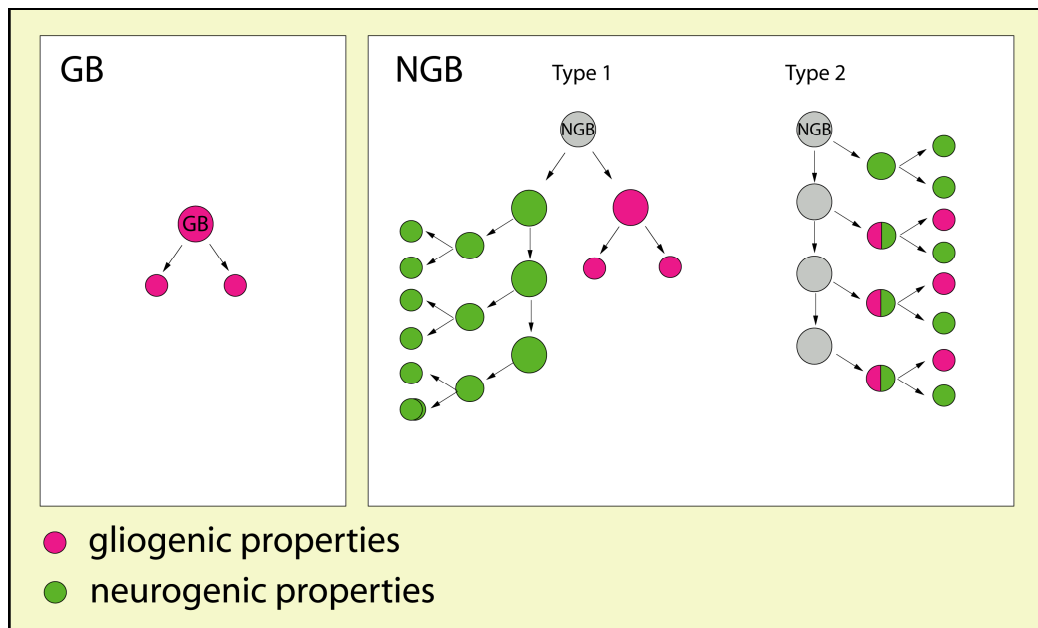 GB
NGB
Type 1
Type 2
NGB
NGB
GB
gliogenic properties
neurogenic properties